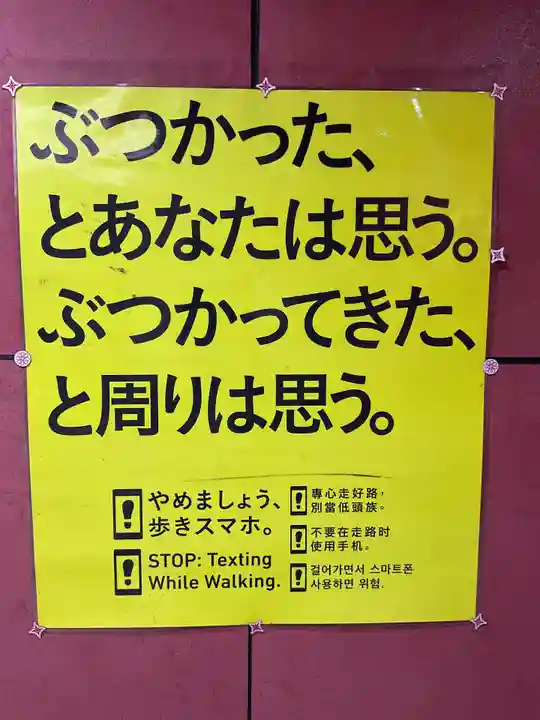 ぶつかった、
とあなたは思う。
ぶつかってきた、
と周りは思う。
やめましょう、
歩きスマホ。
STOP: Texting
While Walking.
專心走好路，
別當低頭族。
不要在走路时
使用手机。
걸어가면서 스마트폰
사용하면 위험.